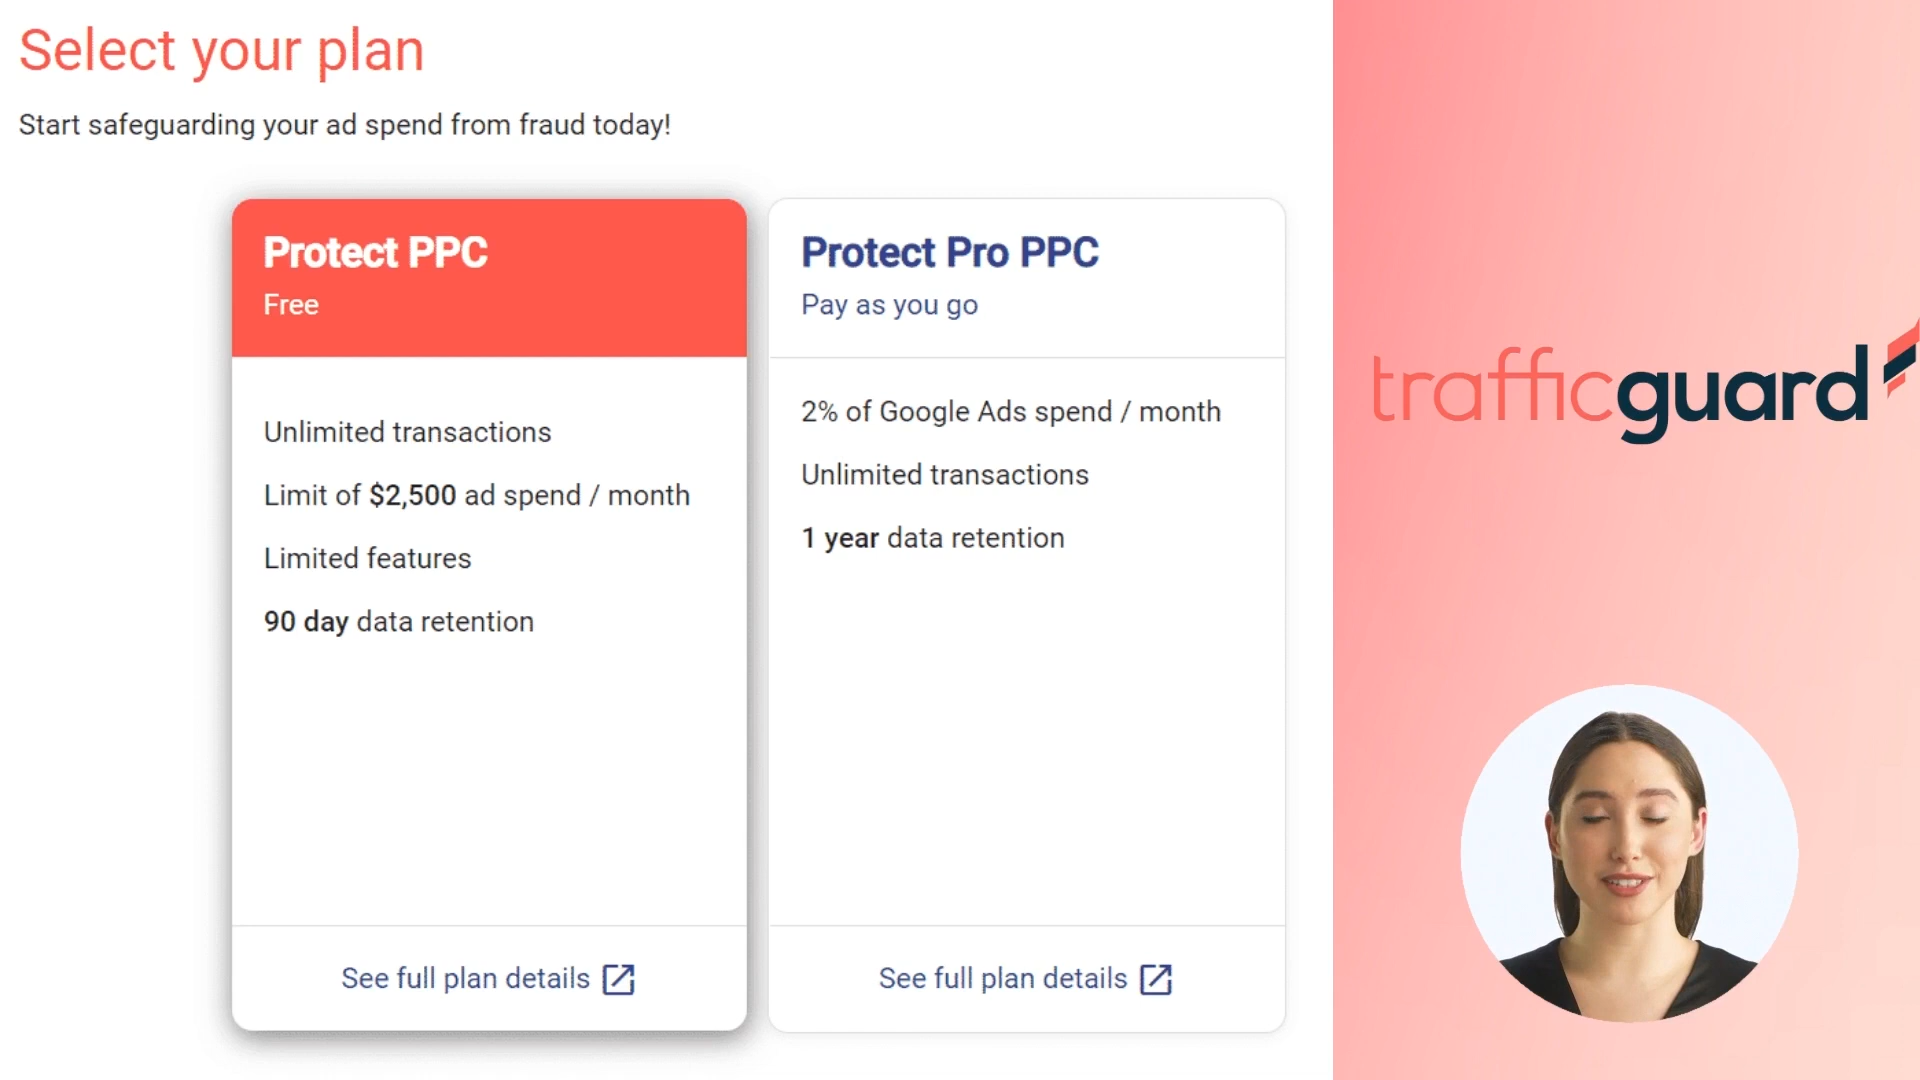 Select your plan
Start safeguarding your ad spend from fraud today!
Protect PPC
Free
Unlimited transactions
Limit of $2,500 ad spend / month
Limited features
90 day data retention
See full plan details
Protect Pro PPC
Pay as you go
2% of Google Ads spend / month
Unlimited transactions
1 year data retention
See full plan details
trafficguard